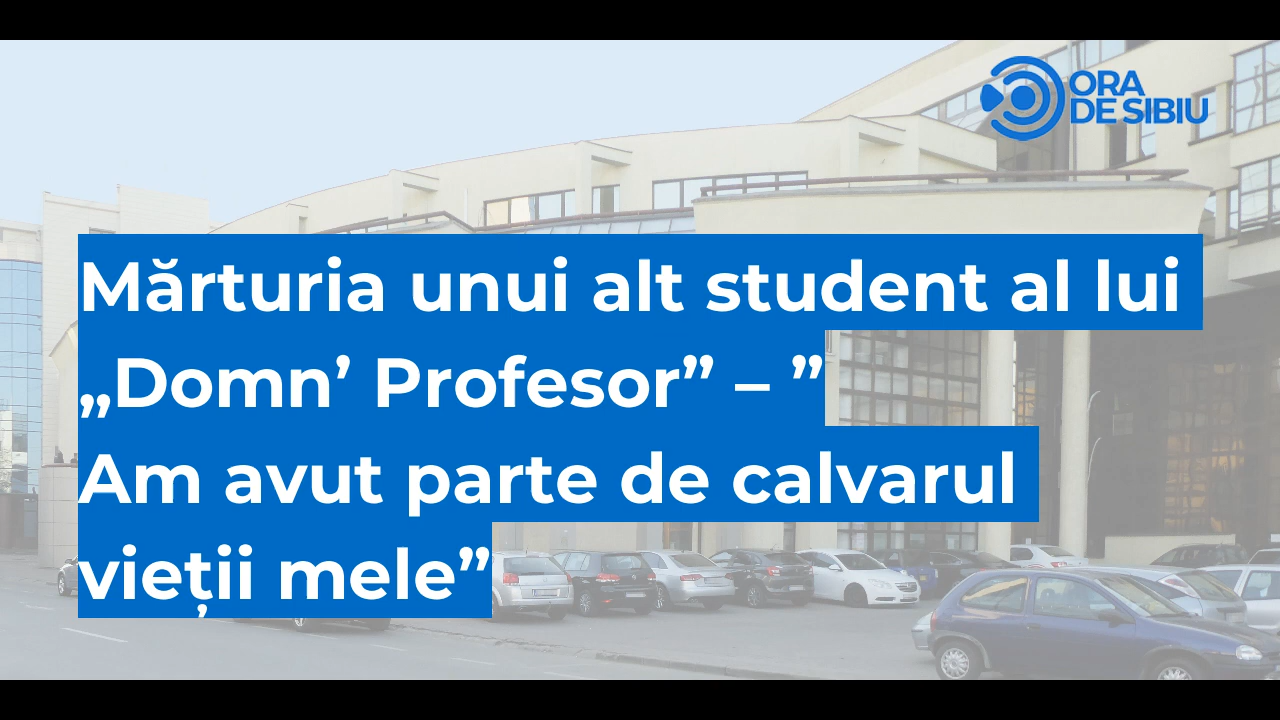 ORA
DE SIBIU
Mărturia unui alt student al lui
„Domn’ Profesor” – ”
Am avut parte de calvarul
vieții mele”